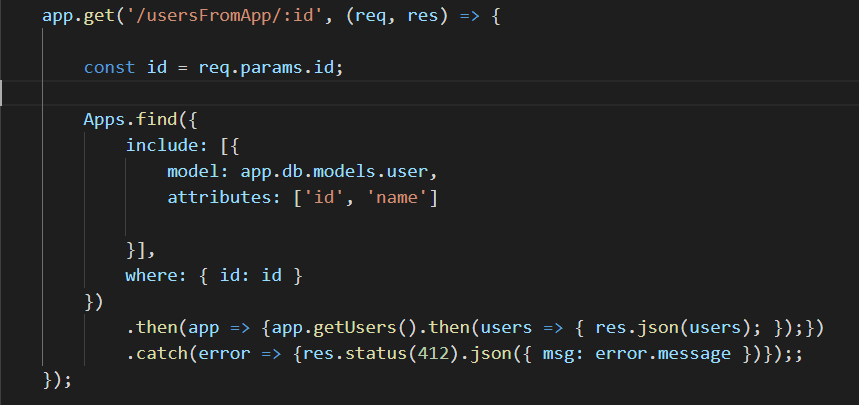 app.get('/usersFromApp/:id', (req, res) => {
const id = req.params.id;
Apps.find({
include: [{
model: app.db.models.user,
attributes: ['id', 'name']
}],
where: { id: id }
})
.then(app => {app.getUsers().then(users => { res.json(users); });})
.catch(error => {res.status(412).json({ msg: error.message })});;
});